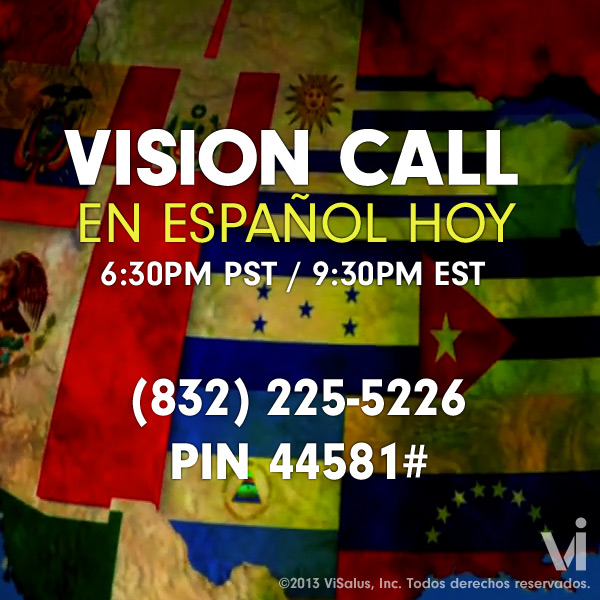 VISION CALL
EN ESPAÑOL HOY
6:30PM PST / 9:30PM EST
(832) 225-5226
PIN 44581#
Vi
©2013 ViSalus, Inc. Todos derechos reservados.